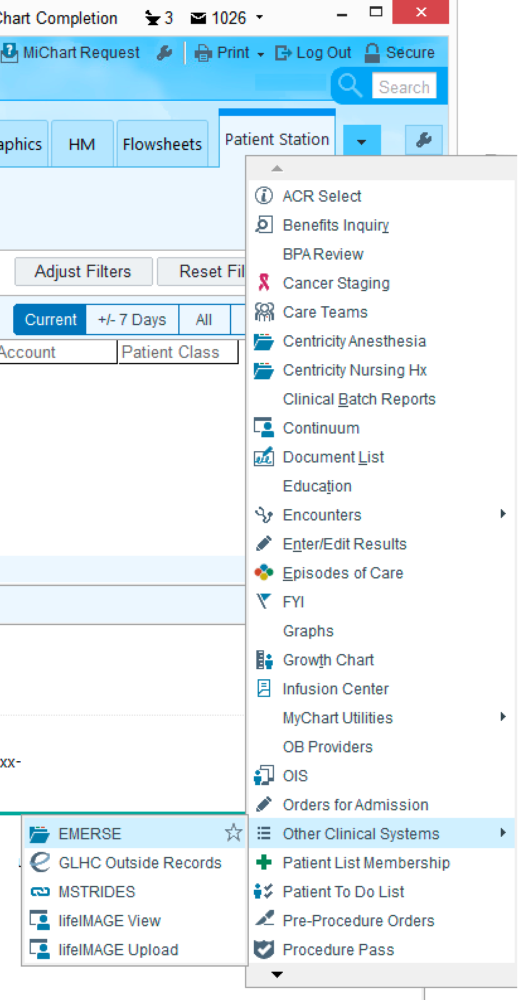 Chart Completion 3 1026
MiChart Request Print Log Out Secure
Search
aphics HM Flowsheets Patient Station
ACR Select
Benefits Inquiry
BPA Review
Adjust Filters Reset Fil
Cancer Staging
Care Teams
Current +/- 7 Days All
Centricity Anesthesia
Account Patient Class
Centricity Nursing Hx
Clinical Batch Reports
Continuum
Document List
Education
Encounters
Enter/Edit Results
Episodes of Care
FYI
Graphs
Growth Chart
Infusion Center
MyChart Utilities
OB Providers
xx-
OIS
Orders for Admission
Other Clinical Systems
Patient List Membership
Patient To Do List
Pre-Procedure Orders
Procedure Pass
EMERSE
GLHC Outside Records
MSTRIDES
lifeIMAGE View
lifeIMAGE Upload